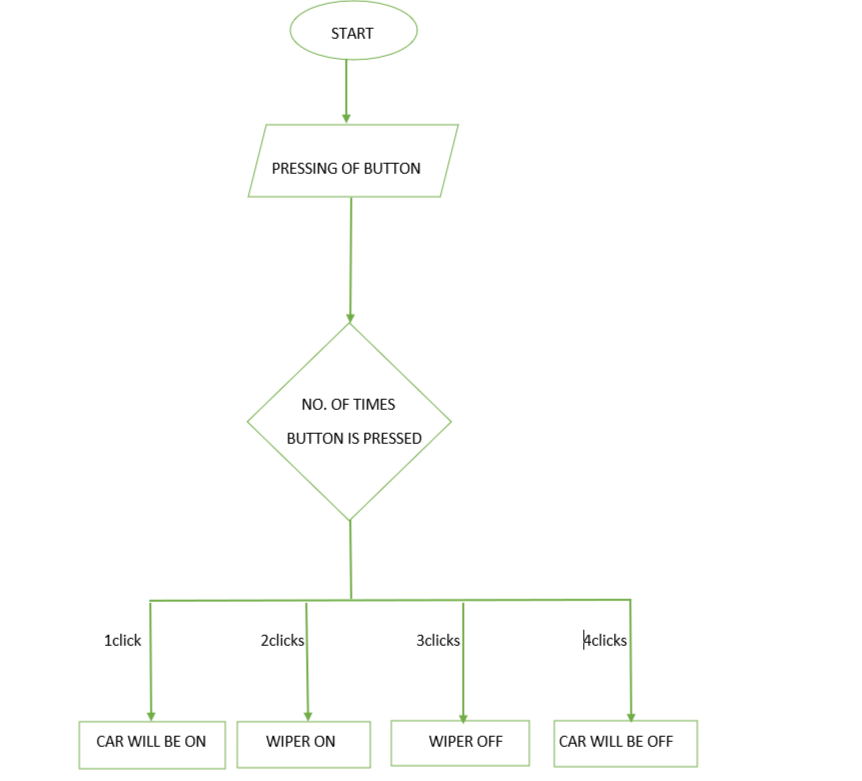 START
PRESSING OF BUTTON
NO. OF TIMES
BUTTON IS PRESSED
1click
2clicks
3clicks
4clicks
CAR WILL BE ON
WIPER ON
WIPER OFF
CAR WILL BE OFF